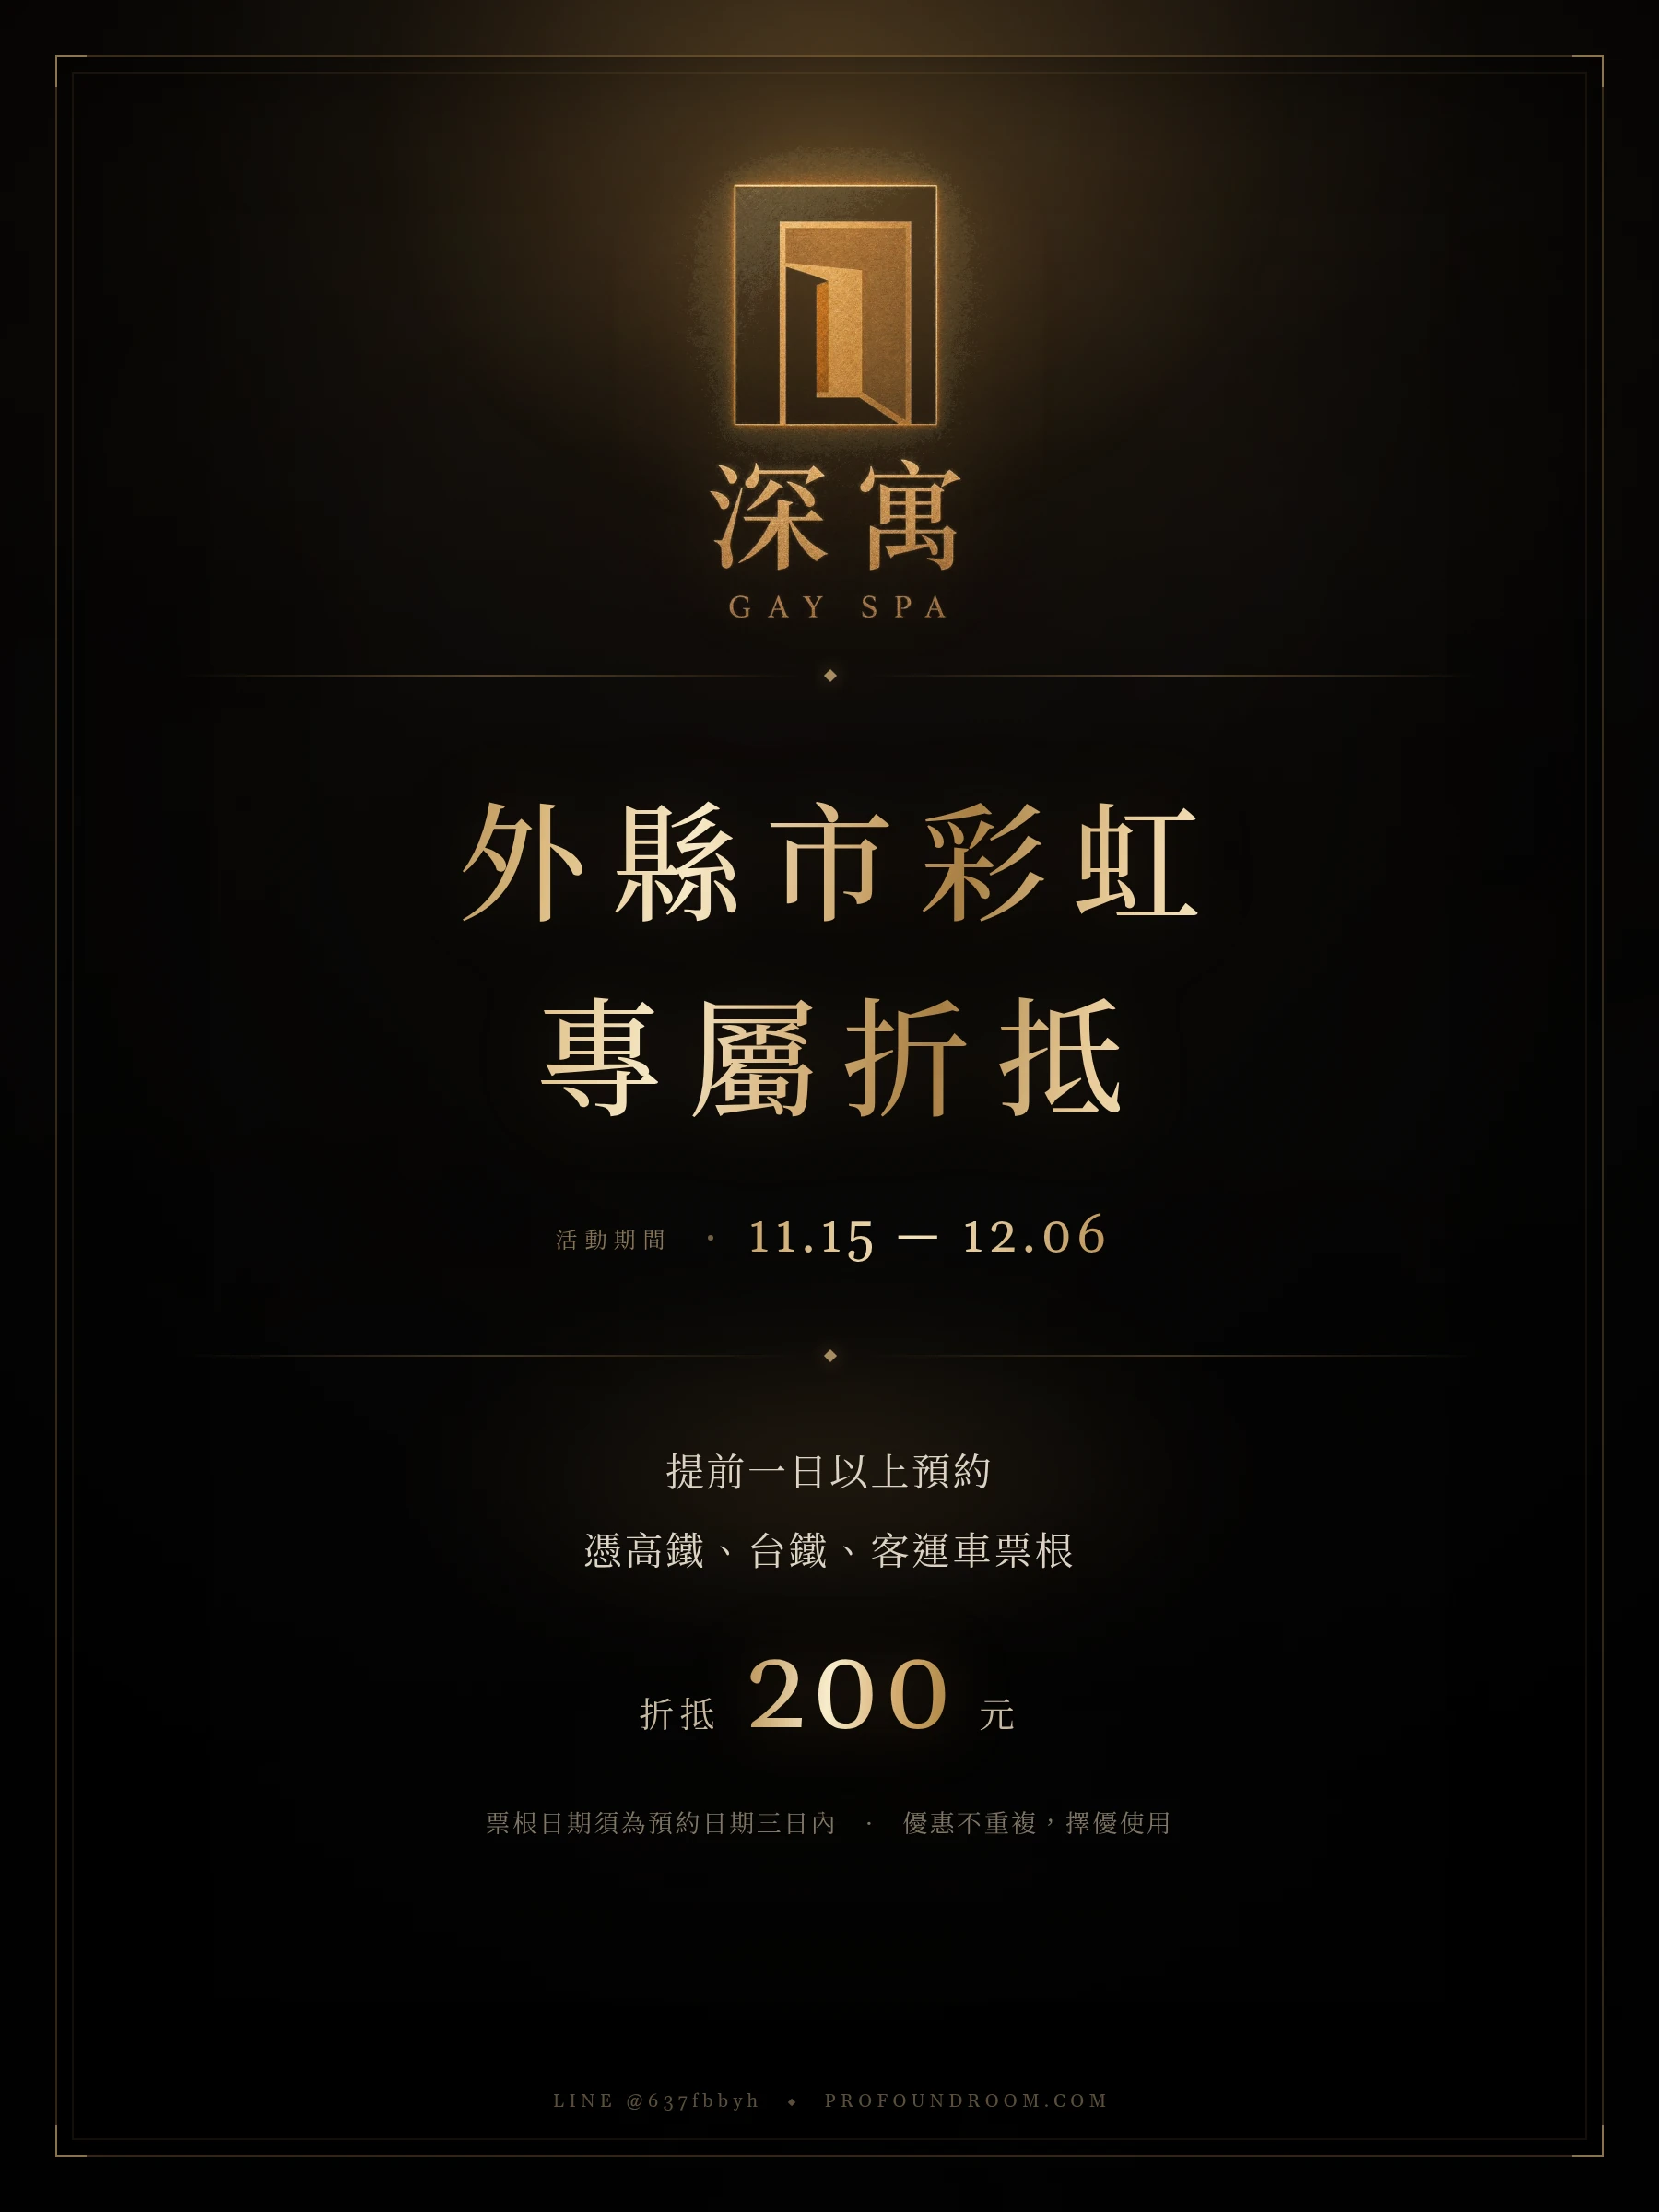 深寓
GAY SPA
外縣市彩虹
專屬折抵
活動期間 · 11.15 — 12.06
提前一日以上預約
憑高鐵、台鐵、客運車票根
折抵 200 元
票根日期須為預約日期三日內 · 優惠不重複，擇優使用
LINE @637fbbyh ◆ PROFOUNDROOM.COM